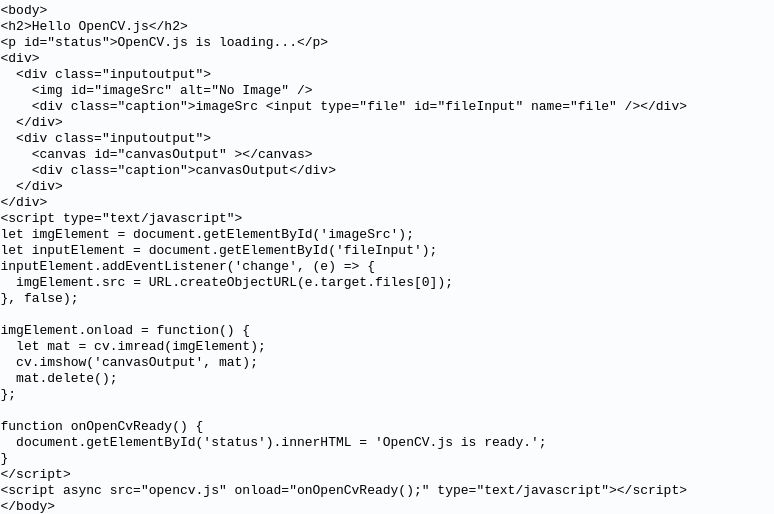 <body>
<h2>Hello OpenCV.js</h2>
<p id="status">OpenCV.js is loading...</p>
<div>
  <div class="inputoutput">
    <img id="imageSrc" alt="No Image" />
    <div class="caption">imageSrc <input type="file" id="fileInput" name="file" /></div>
  </div>
  <div class="inputoutput">
    <canvas id="canvasOutput" ></canvas>
    <div class="caption">canvasOutput</div>
  </div>
</div>
<script type="text/javascript">
let imgElement = document.getElementById('imageSrc');
let inputElement = document.getElementById('fileInput');
inputElement.addEventListener('change', (e) => {
  imgElement.src = URL.createObjectURL(e.target.files[0]);
}, false);

imgElement.onload = function() {
  let mat = cv.imread(imgElement);
  cv.imshow('canvasOutput', mat);
  mat.delete();
};

function onOpenCvReady() {
  document.getElementById('status').innerHTML = 'OpenCV.js is ready.';
}
</script>
<script async src="opencv.js" onload="onOpenCvReady();" type="text/javascript"></script>
</body>